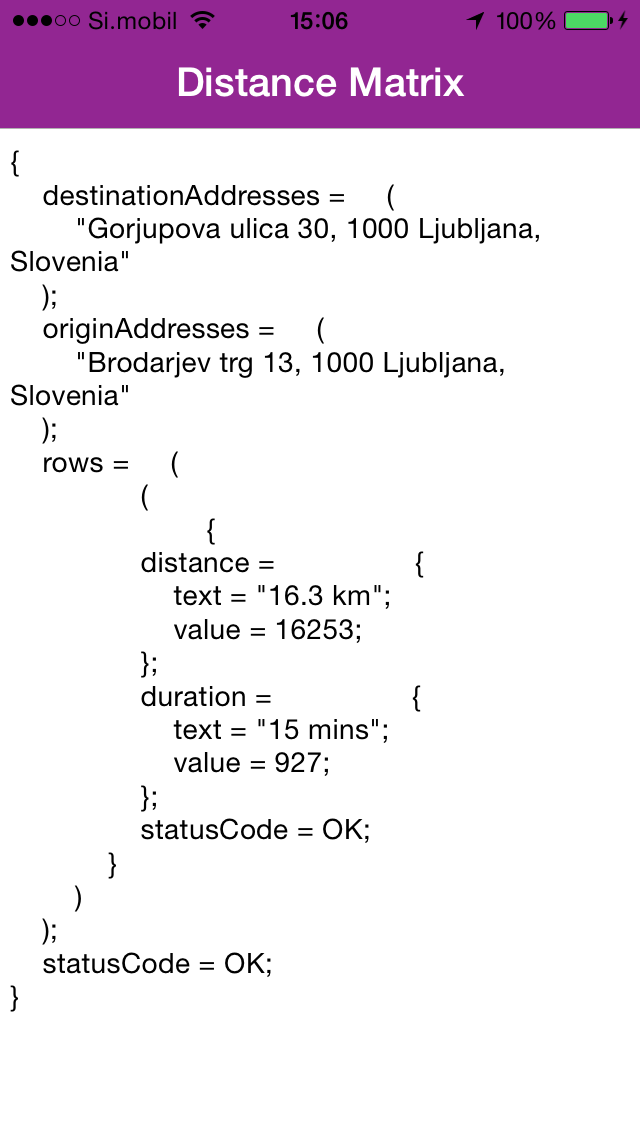 Si.mobil 15:06 100%
Distance Matrix
{
destinationAddresses = (
"Gorjupova ulica 30, 1000 Ljubljana,
Slovenia"
);
originAddresses = (
"Brodarjev trg 13, 1000 Ljubljana,
Slovenia"
);
rows = (
(
{
distance = {
text = "16.3 km";
value = 16253;
};
duration = {
text = "15 mins";
value = 927;
};
statusCode = OK;
}
)
);
statusCode = OK;
}